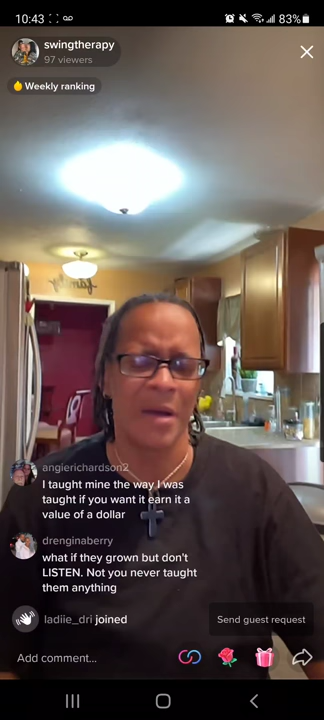 10:43
83%
swingtherapy
97 viewers
Weekly ranking
family
angierichardson2
I taught mine the way I was
taught if you want it earn it a
value of a dollar
drenginaberry
what if they grown but don't
LISTEN. Not you never taught
them anything
ladiie_dri joined
Send guest request
Add comment...